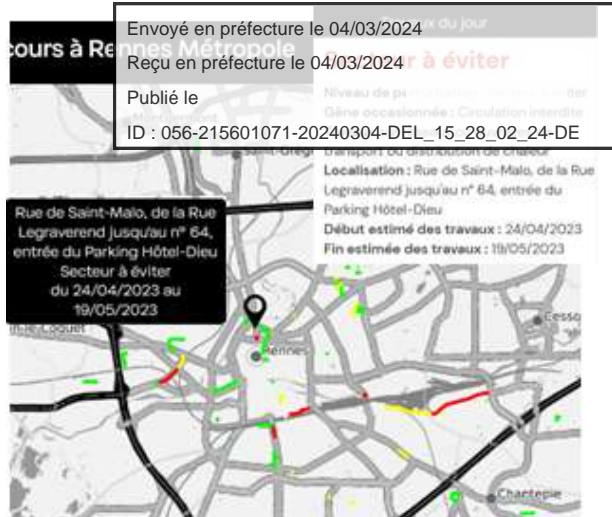 Envoyé en préfecture le 04/03/2024
Reçu en préfecture le 04/03/2024
Publié le
ID : 056-215601071-20240304-DEL_15_28_02_24-DE
cours à Rennes Métropole
Travaux du jour
Secteur à éviter
Gêne occasionnée : Circulation interdite
transport ou distribution de chaleur
Localisation : Rue de Saint-Malo, de la Rue
Legraverend jusqu'au n° 64, entrée du
Parking Hôtel-Dieu
Début estimé des travaux : 24/04/2023
Fin estimée des travaux : 19/05/2023
Rue de Saint-Malo, de la Rue
Legraverend jusqu'au n° 64,
entrée du Parking Hôtel-Dieu
Secteur à éviter
du 24/04/2023 au
19/05/2023
Cesso
Rennes
Chantepie